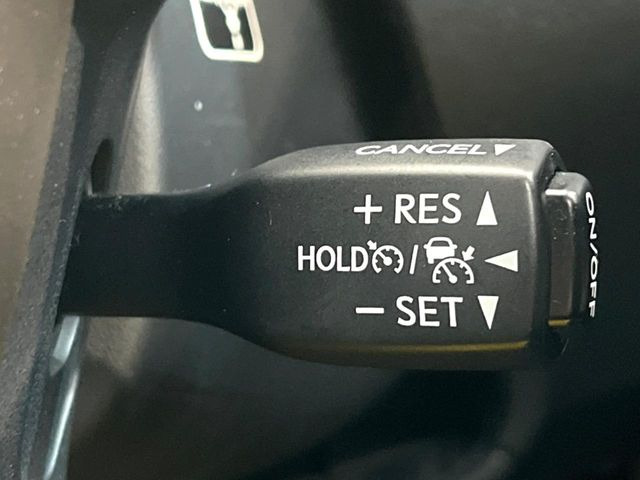 CANCEL▼
+ RES ▲
HOLD / ◀
− SET ▼
ON/OFF